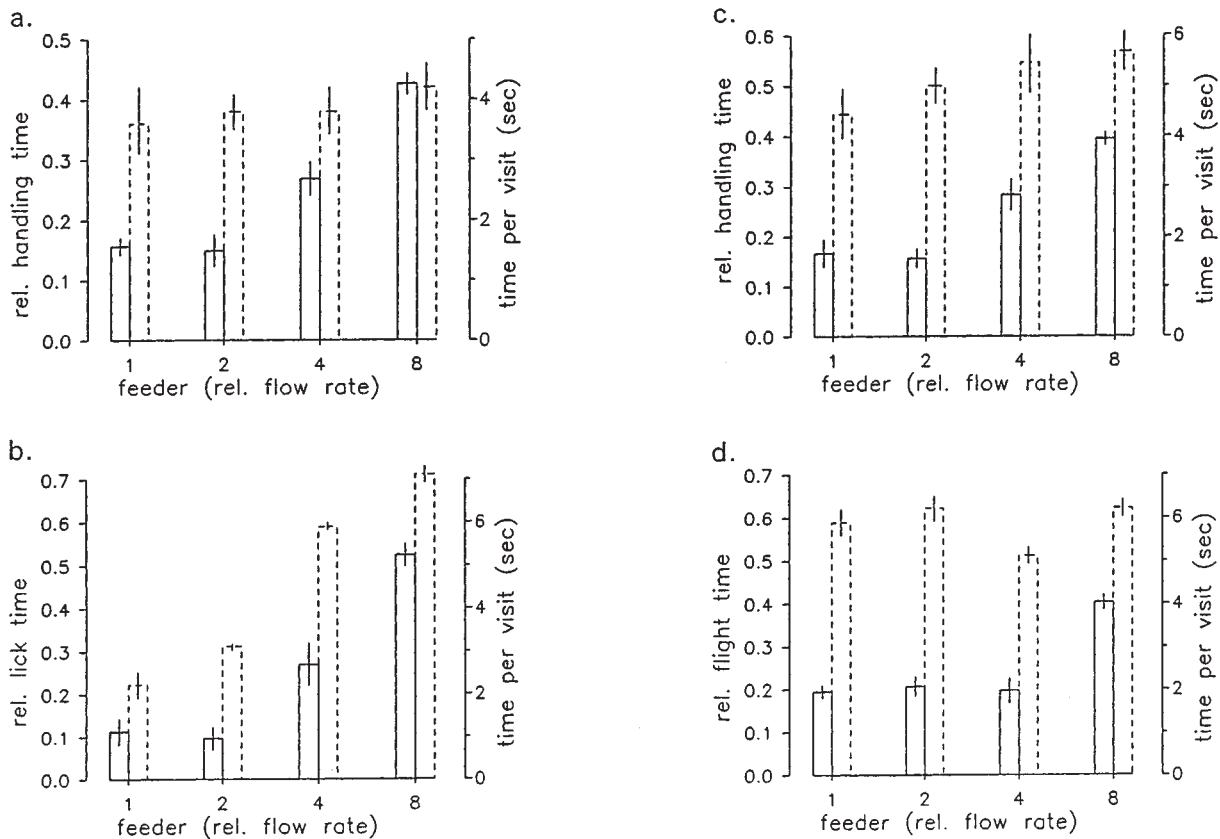 a.
rel. handling time
0.5
0.4
0.3
0.2
0.1
0.0
1 2 4 8
feeder (rel. flow rate)
4
2
0
time per visit (sec)
c.
rel. handling time
0.6
0.5
0.4
0.3
0.2
0.1
0.0
1 2 4 8
feeder (rel. flow rate)
6
4
2
0
time per visit (sec)
b.
rel. lick time
0.7
0.6
0.5
0.4
0.3
0.2
0.1
0.0
1 2 4 8
feeder (rel. flow rate)
6
4
2
0
time per visit (sec)
d.
rel. flight time
0.7
0.6
0.5
0.4
0.3
0.2
0.1
0.0
1 2 4 8
feeder (rel. flow rate)
6
4
2
0
time per visit (sec)